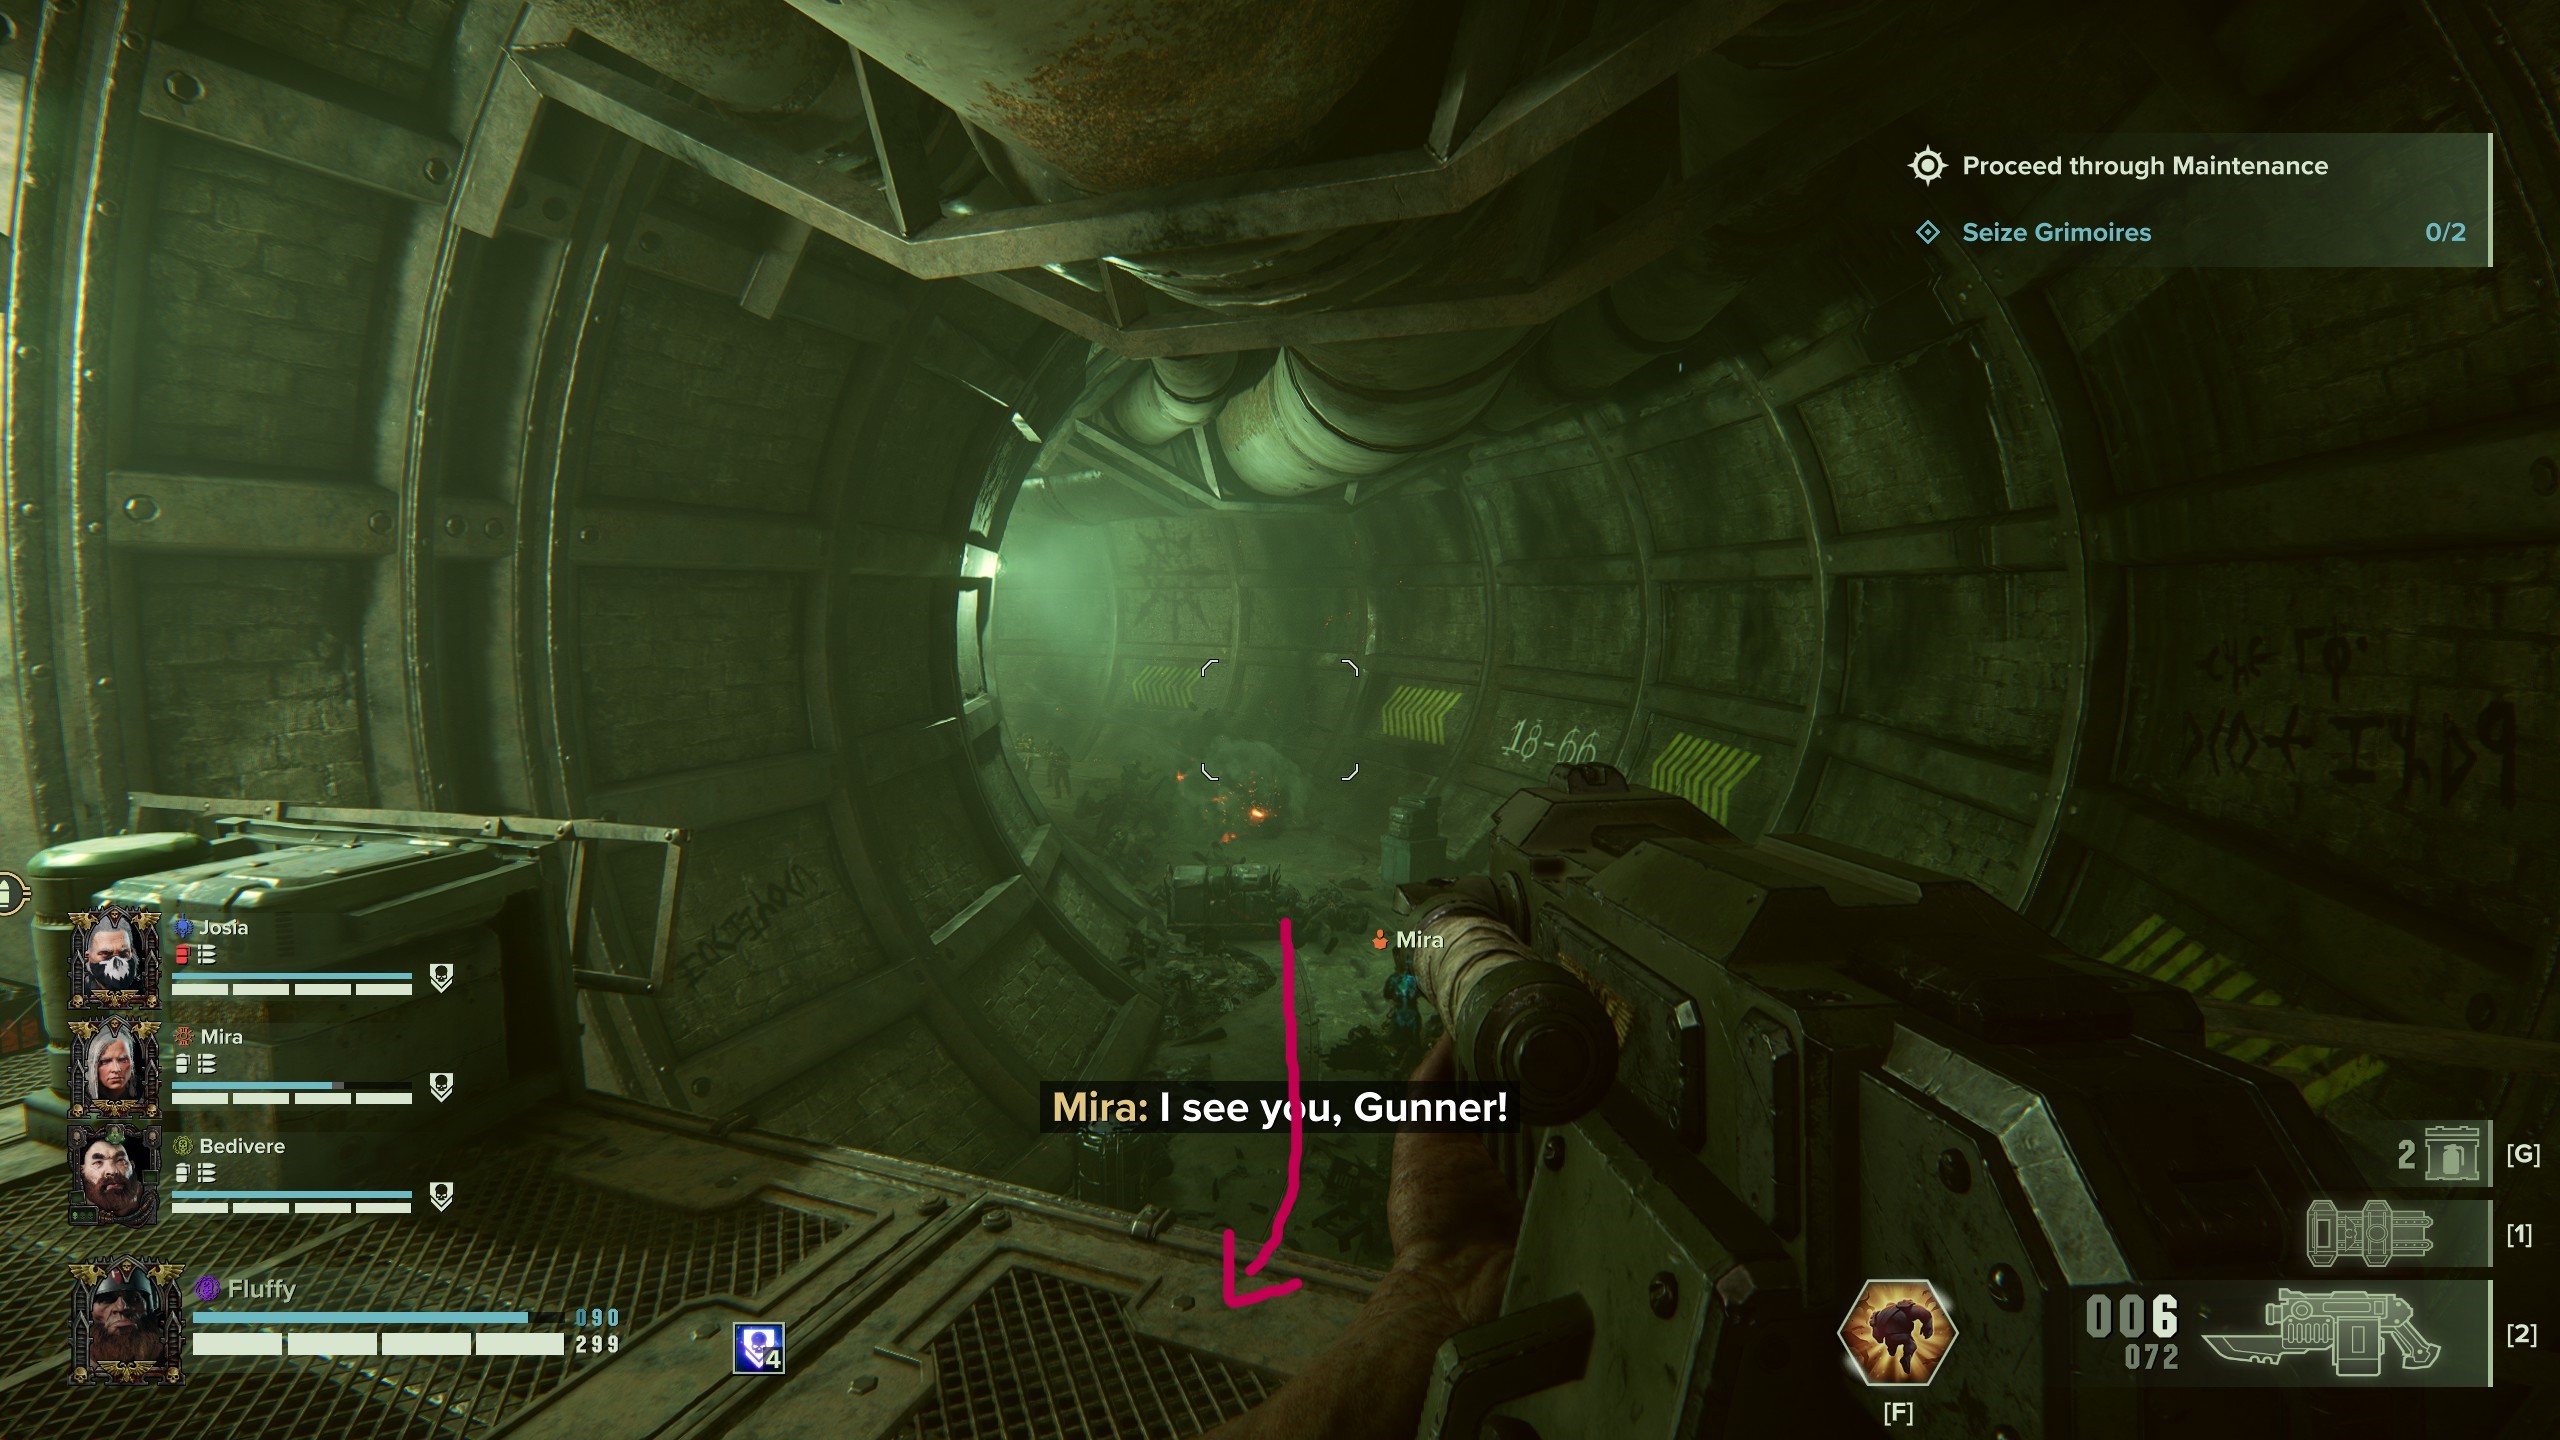 Proceed through Maintenance
Seize Grimoires 0/2
18-66
Josia
Mira
Mira
Mira: I see you, Gunner!
Bedivere
2 [G]
[1]
Fluffy
090
299
4
006
072
[2]
[F]